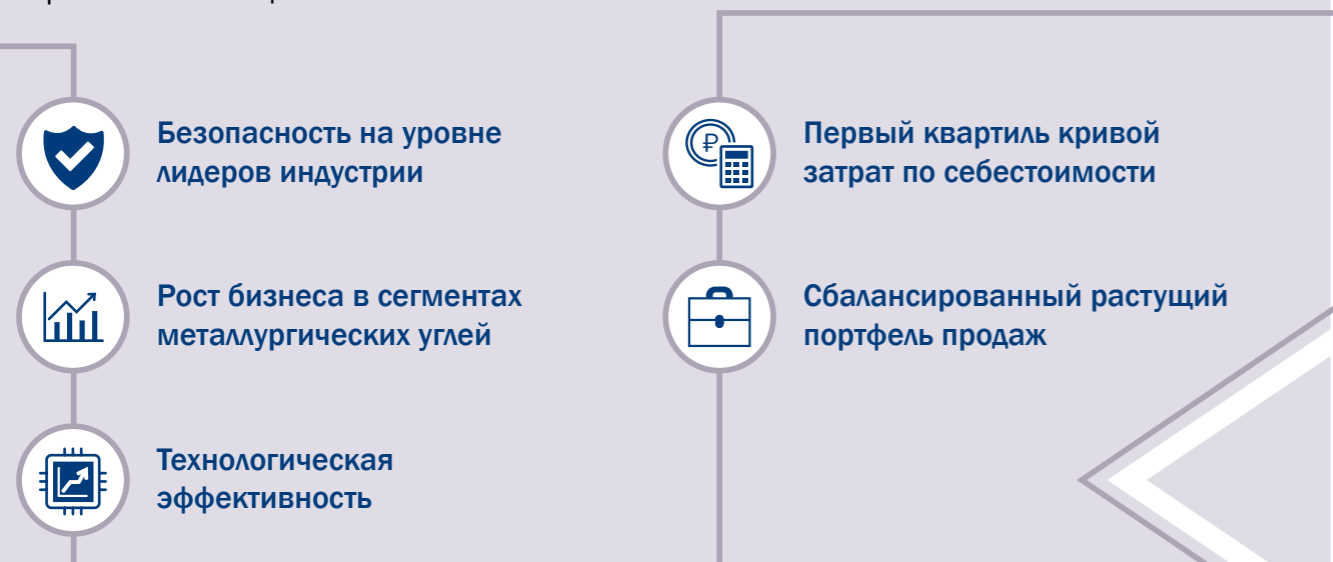 Безопасность на уровне
лидеров индустрии
Рост бизнеса в сегментах
металлургических углей
Технологическая
эффективность
₽
Первый квартиль кривой
затрат по себестоимости
Сбалансированный растущий
портфель продаж